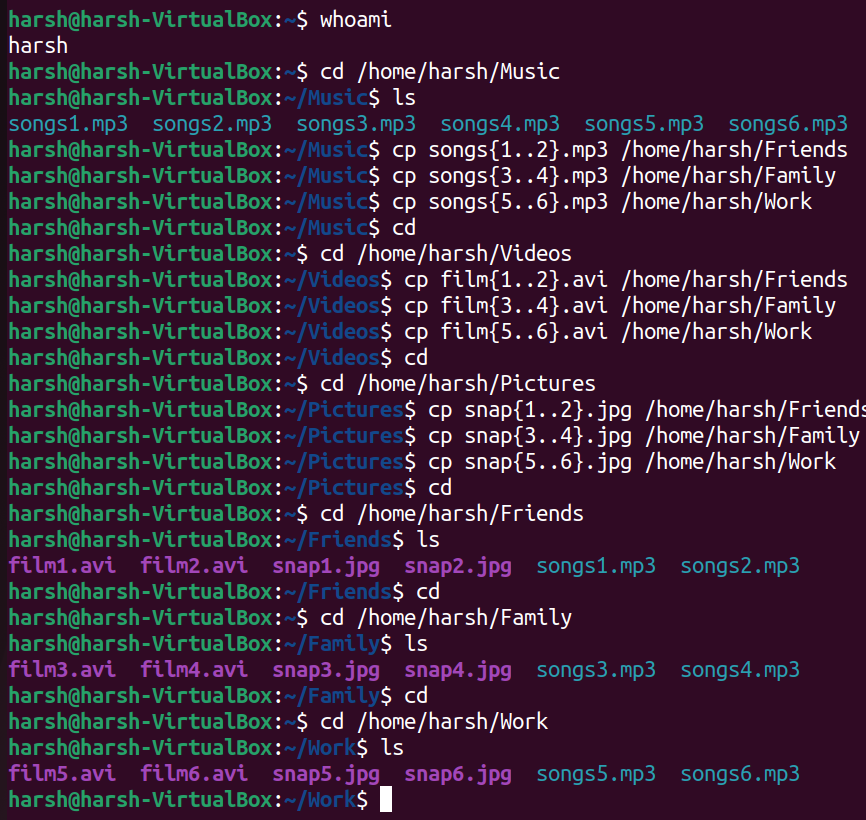 harsh@harsh-VirtualBox:~$ whoami
harsh
harsh@harsh-VirtualBox:~$ cd /home/harsh/Music
harsh@harsh-VirtualBox:~/Music$ ls
songs1.mp3  songs2.mp3  songs3.mp3  songs4.mp3  songs5.mp3  songs6.mp3
harsh@harsh-VirtualBox:~/Music$ cp songs{1..2}.mp3 /home/harsh/Friends
harsh@harsh-VirtualBox:~/Music$ cp songs{3..4}.mp3 /home/harsh/Family
harsh@harsh-VirtualBox:~/Music$ cp songs{5..6}.mp3 /home/harsh/Work
harsh@harsh-VirtualBox:~/Music$ cd
harsh@harsh-VirtualBox:~$ cd /home/harsh/Videos
harsh@harsh-VirtualBox:~/Videos$ cp film{1..2}.avi /home/harsh/Friends
harsh@harsh-VirtualBox:~/Videos$ cp film{3..4}.avi /home/harsh/Family
harsh@harsh-VirtualBox:~/Videos$ cp film{5..6}.avi /home/harsh/Work
harsh@harsh-VirtualBox:~/Videos$ cd
harsh@harsh-VirtualBox:~$ cd /home/harsh/Pictures
harsh@harsh-VirtualBox:~/Pictures$ cp snap{1..2}.jpg /home/harsh/Friends
harsh@harsh-VirtualBox:~/Pictures$ cp snap{3..4}.jpg /home/harsh/Family
harsh@harsh-VirtualBox:~/Pictures$ cp snap{5..6}.jpg /home/harsh/Work
harsh@harsh-VirtualBox:~/Pictures$ cd
harsh@harsh-VirtualBox:~$ cd /home/harsh/Friends
harsh@harsh-VirtualBox:~/Friends$ ls
film1.avi  film2.avi  snap1.jpg  snap2.jpg  songs1.mp3  songs2.mp3
harsh@harsh-VirtualBox:~/Friends$ cd
harsh@harsh-VirtualBox:~$ cd /home/harsh/Family
harsh@harsh-VirtualBox:~/Family$ ls
film3.avi  film4.avi  snap3.jpg  snap4.jpg  songs3.mp3  songs4.mp3
harsh@harsh-VirtualBox:~/Family$ cd
harsh@harsh-VirtualBox:~$ cd /home/harsh/Work
harsh@harsh-VirtualBox:~/Work$ ls
film5.avi  film6.avi  snap5.jpg  snap6.jpg  songs5.mp3  songs6.mp3
harsh@harsh-VirtualBox:~/Work$